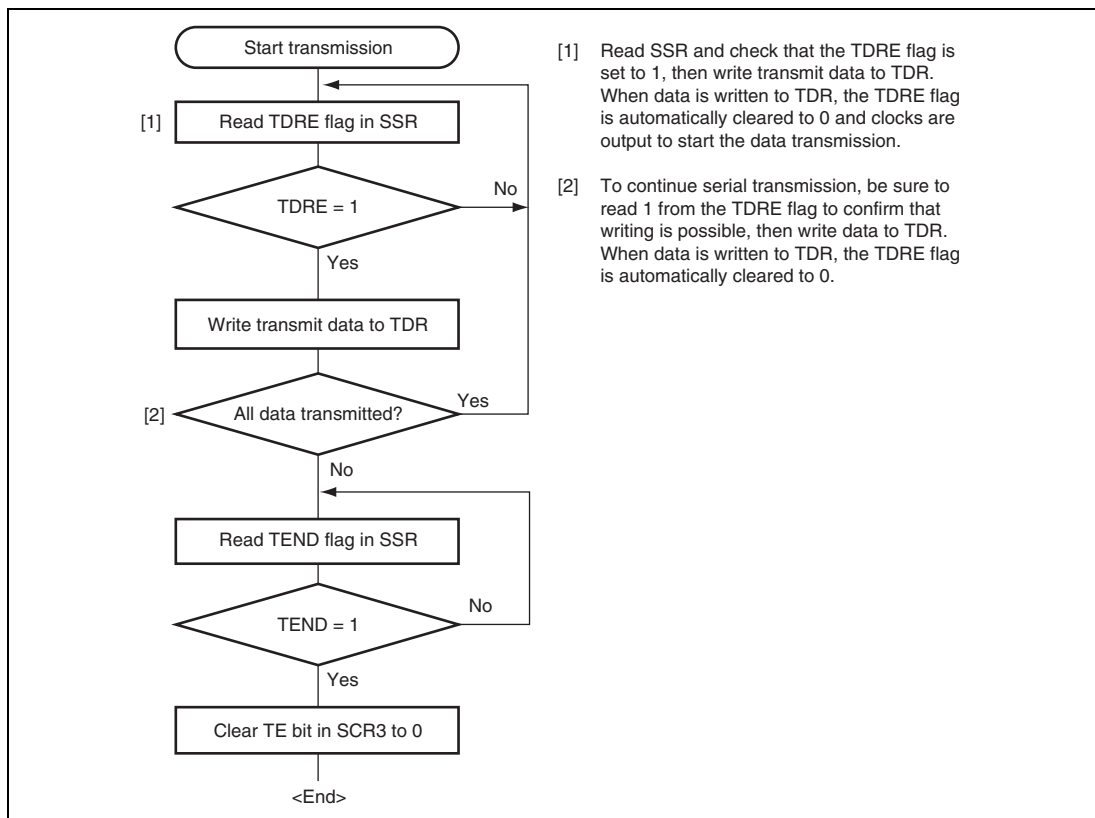 Start transmission
[1]
Read TDRE flag in SSR
TDRE = 1
No
Yes
Write transmit data to TDR
[2]
All data transmitted?
Yes
No
Read TEND flag in SSR
TEND = 1
No
Yes
Clear TE bit in SCR3 to 0
<End>
[1] Read SSR and check that the TDRE flag is
set to 1, then write transmit data to TDR.
When data is written to TDR, the TDRE flag
is automatically cleared to 0 and clocks are
output to start the data transmission.
[2] To continue serial transmission, be sure to
read 1 from the TDRE flag to confirm that
writing is possible, then write data to TDR.
When data is written to TDR, the TDRE flag
is automatically cleared to 0.